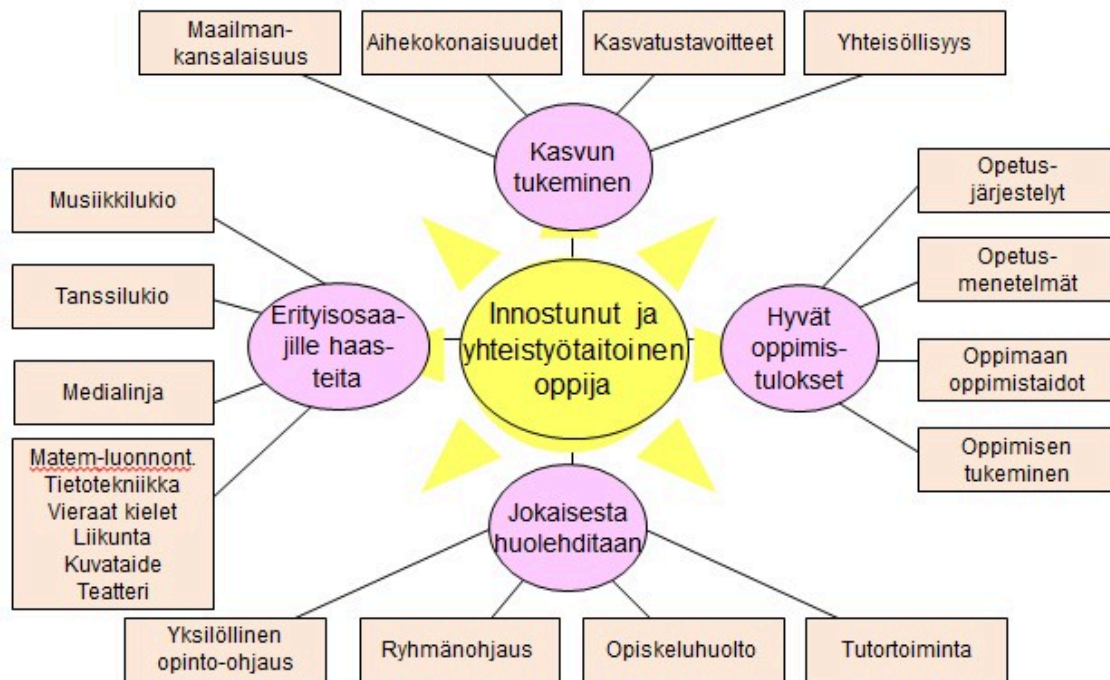 Maailman-
kansalaisuus
Aihekokonaisuudet
Kasvatustavoitteet
Yhteisöllisyys
Kasvun
tukeminen
Musiikkilukio
Tanssilukio
Medialinja
Matem-luonnont.
Tietotekniikka
Vieraat kielet
Liikunta
Kuvataide
Teatteri
Erityisosaa-
jille haas-
teita
Innostunut ja
yhteistyötaitoinen
oppija
Hyvät
oppimis-
tulokset
Opetus-
järjestelyt
Opetus-
menetelmät
Oppimaan
oppimistaidot
Oppimisen
tukeminen
Jokaisesta
huolehditaan
Yksilöllinen
opinto-ohjaus
Ryhmänohjaus
Opiskeluhuolto
Tutortoiminta